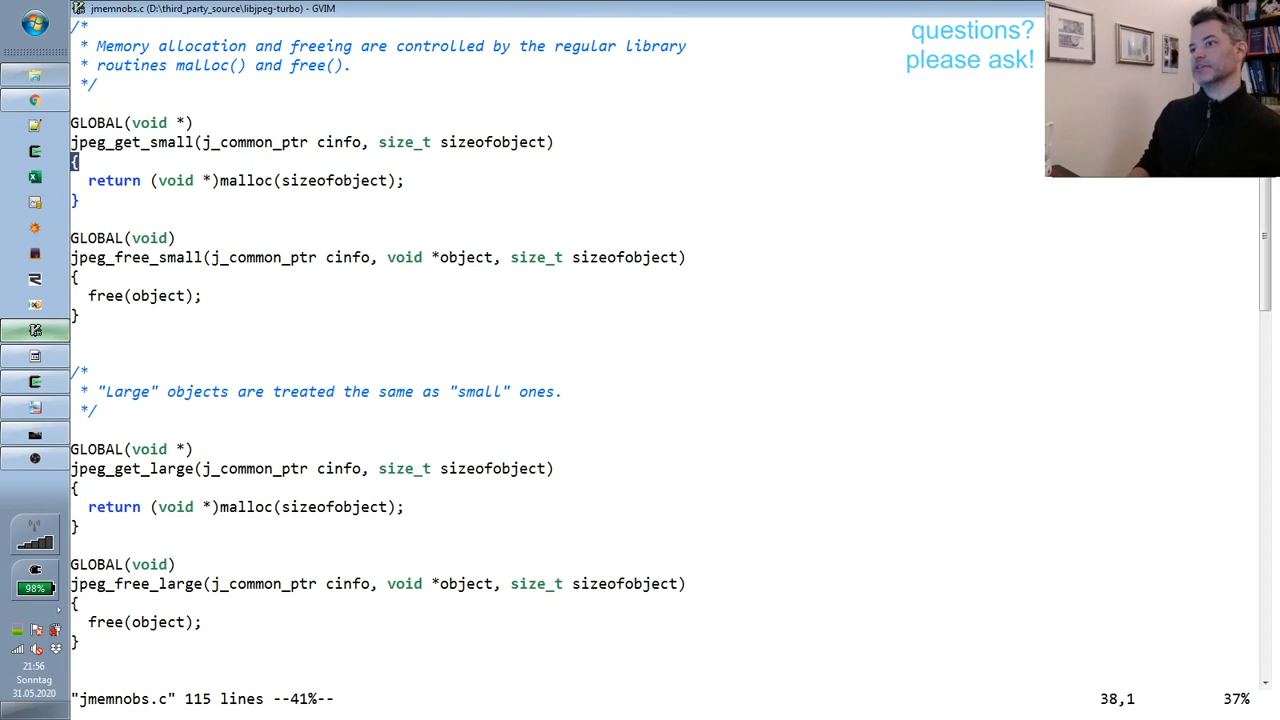 jmemnobs.c (D:\third_party_source\libjpeg-turbo) - GVIM
questions?
please ask!
/*
 * Memory allocation and freeing are controlled by the regular library
 * routines malloc() and free().
 */
GLOBAL(void *)
jpeg_get_small(j_common_ptr cinfo, size_t sizeofobject)
{
  return (void *)malloc(sizeofobject);
}
GLOBAL(void)
jpeg_free_small(j_common_ptr cinfo, void *object, size_t sizeofobject)
{
  free(object);
}
/*
 * "Large" objects are treated the same as "small" ones.
 */
GLOBAL(void *)
jpeg_get_large(j_common_ptr cinfo, size_t sizeofobject)
{
  return (void *)malloc(sizeofobject);
}
GLOBAL(void)
jpeg_free_large(j_common_ptr cinfo, void *object, size_t sizeofobject)
{
  free(object);
}
"jmemnobs.c" 115 lines --41%--
38,1
37%
98%
21:56
Sonntag
31.05.2020